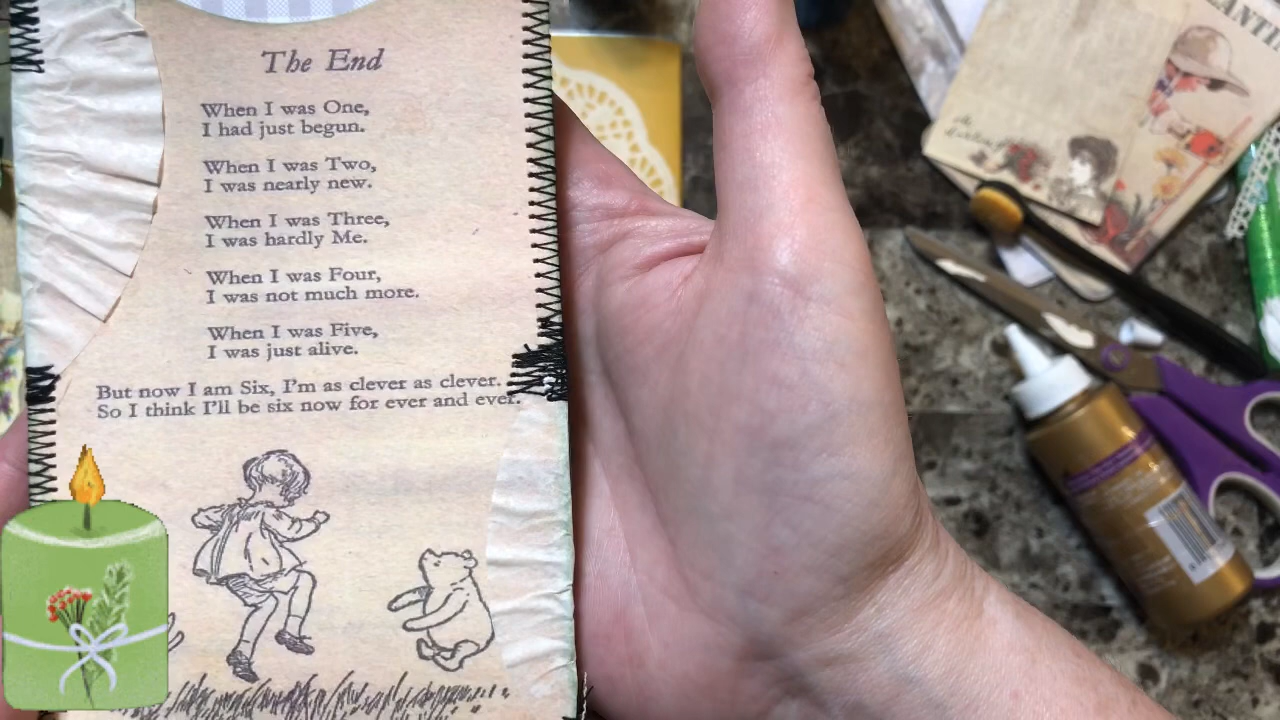 The End
When I was One,
I had just begun.
When I was Two,
I was nearly new.
When I was Three,
I was hardly Me.
When I was Four,
I was not much more.
When I was Five,
I was just alive.
But now I am Six, I'm as clever as clever.
So I think I'll be six now for ever and ever.